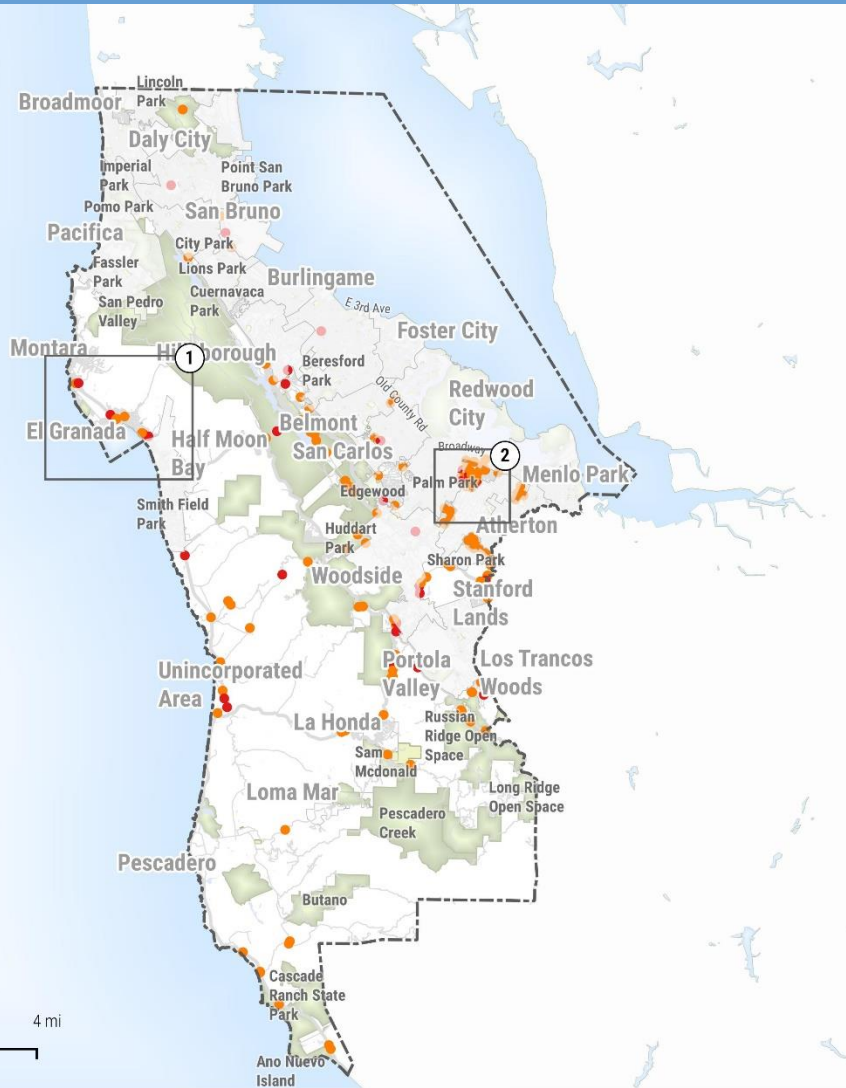 Lincoln
Park
Broadmoor
Daly City
Imperial
Park
Point San
Bruno Park
Pomo Park
San Bruno
Pacifica
City Park
Fassler
Park
Lions Park
Burlingame
San Pedro
Valley
Cuernavaca
Park
E 3rd Ave
Foster City
Montara
Hillsborough
1
Beresford
Park
Old County Rd
Redwood
City
El Granada
Half Moon
Bay
Belmont
San Carlos
Broadway
2
Menlo Park
Edgewood
Palm Park
Smith Field
Park
Huddart
Park
Atherton
Sharon Park
Woodside
Stanford
Lands
Unincorporated
Area
Portola
Valley
Los Trancos
Woods
La Honda
Russian
Ridge Open
Space
Sam
Mcdonald
Loma Mar
Long Ridge
Open Space
Pescadero
Creek
Pescadero
Butano
Cascade
Ranch State
Park
4 mi
Ano Nuevo
Island